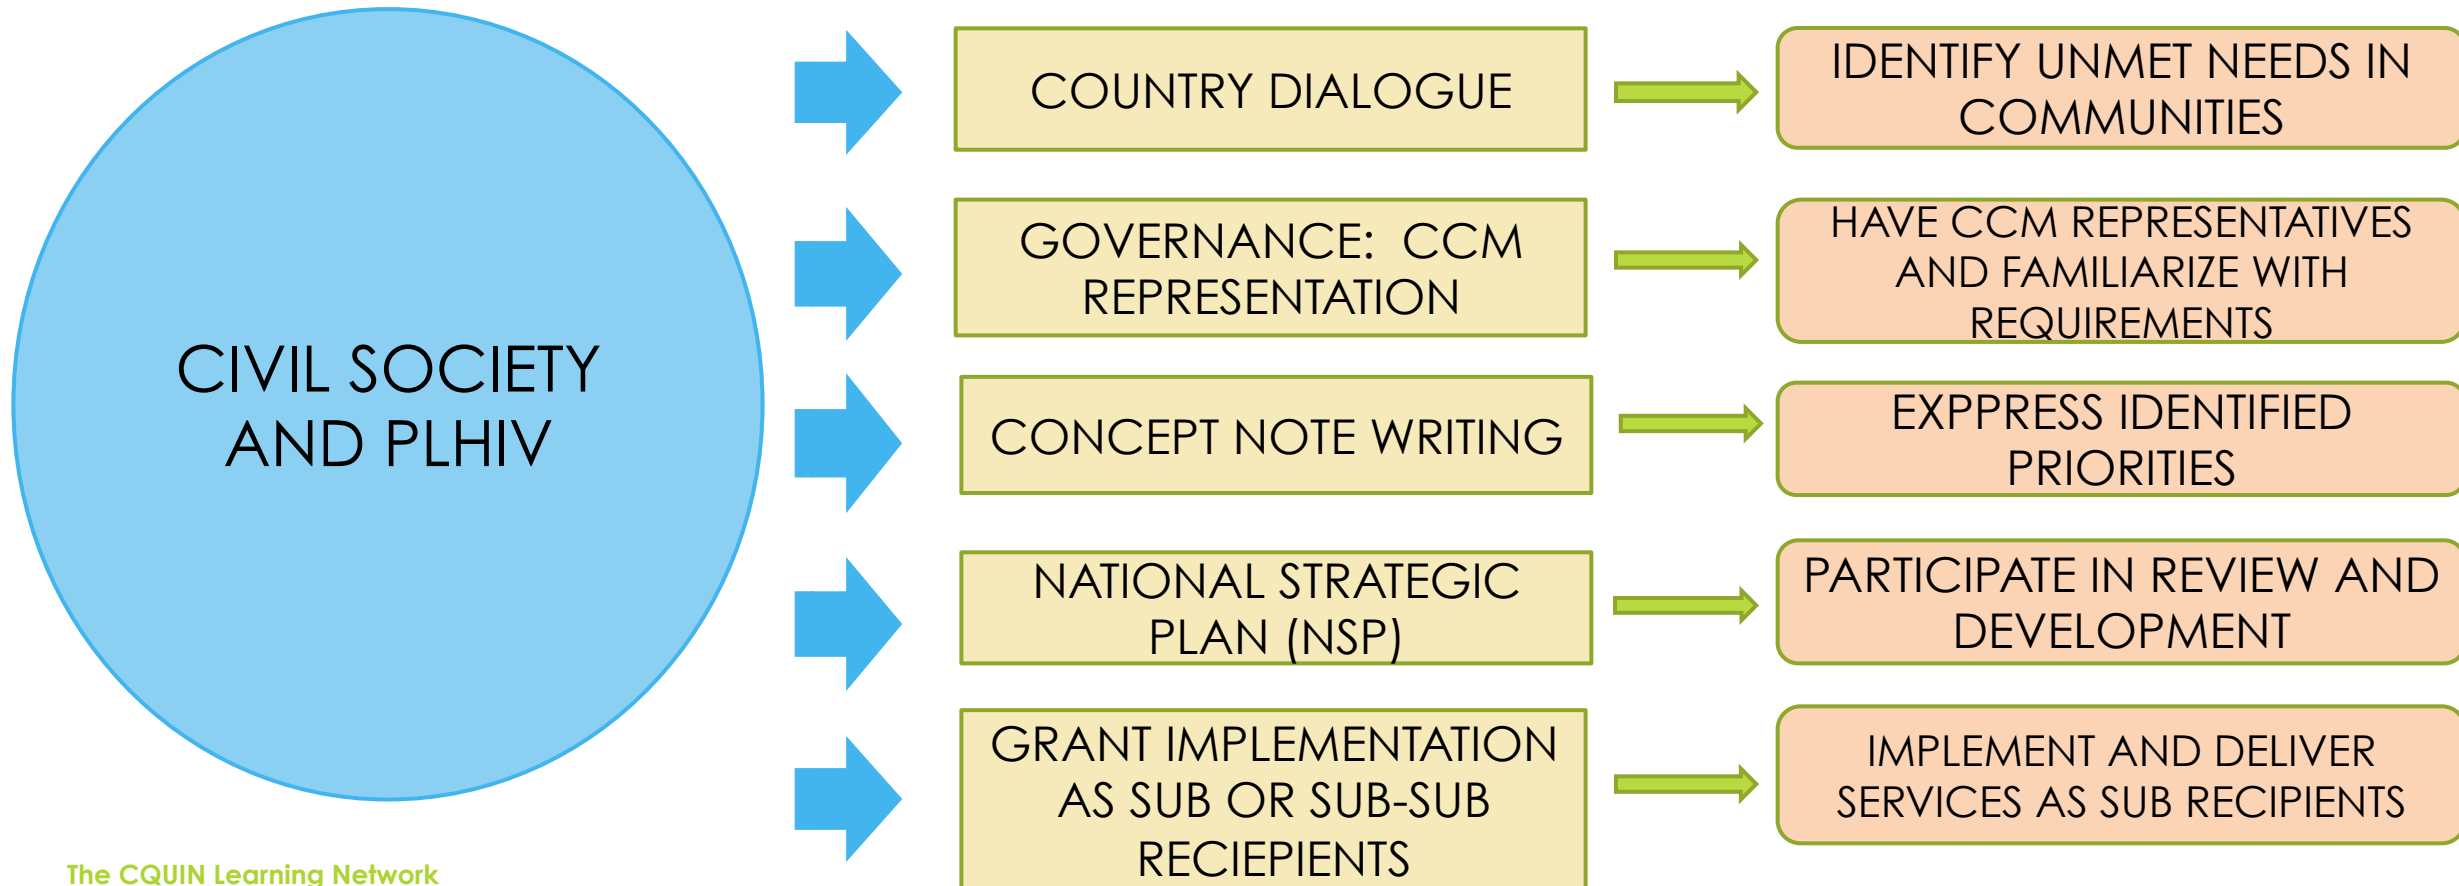 CIVIL SOCIETY
AND PLHIV
COUNTRY DIALOGUE
IDENTIFY UNMET NEEDS IN
COMMUNITIES
GOVERNANCE: CCM
REPRESENTATION
HAVE CCM REPRESENTATIVES
AND FAMILIARIZE WITH
REQUIREMENTS
CONCEPT NOTE WRITING
EXPPRESS IDENTIFIED
PRIORITIES
NATIONAL STRATEGIC
PLAN (NSP)
PARTICIPATE IN REVIEW AND
DEVELOPMENT
GRANT IMPLEMENTATION
AS SUB OR SUB-SUB
RECIEPIENTS
IMPLEMENT AND DELIVER
SERVICES AS SUB RECIPIENTS
The CQUIN Learning Network